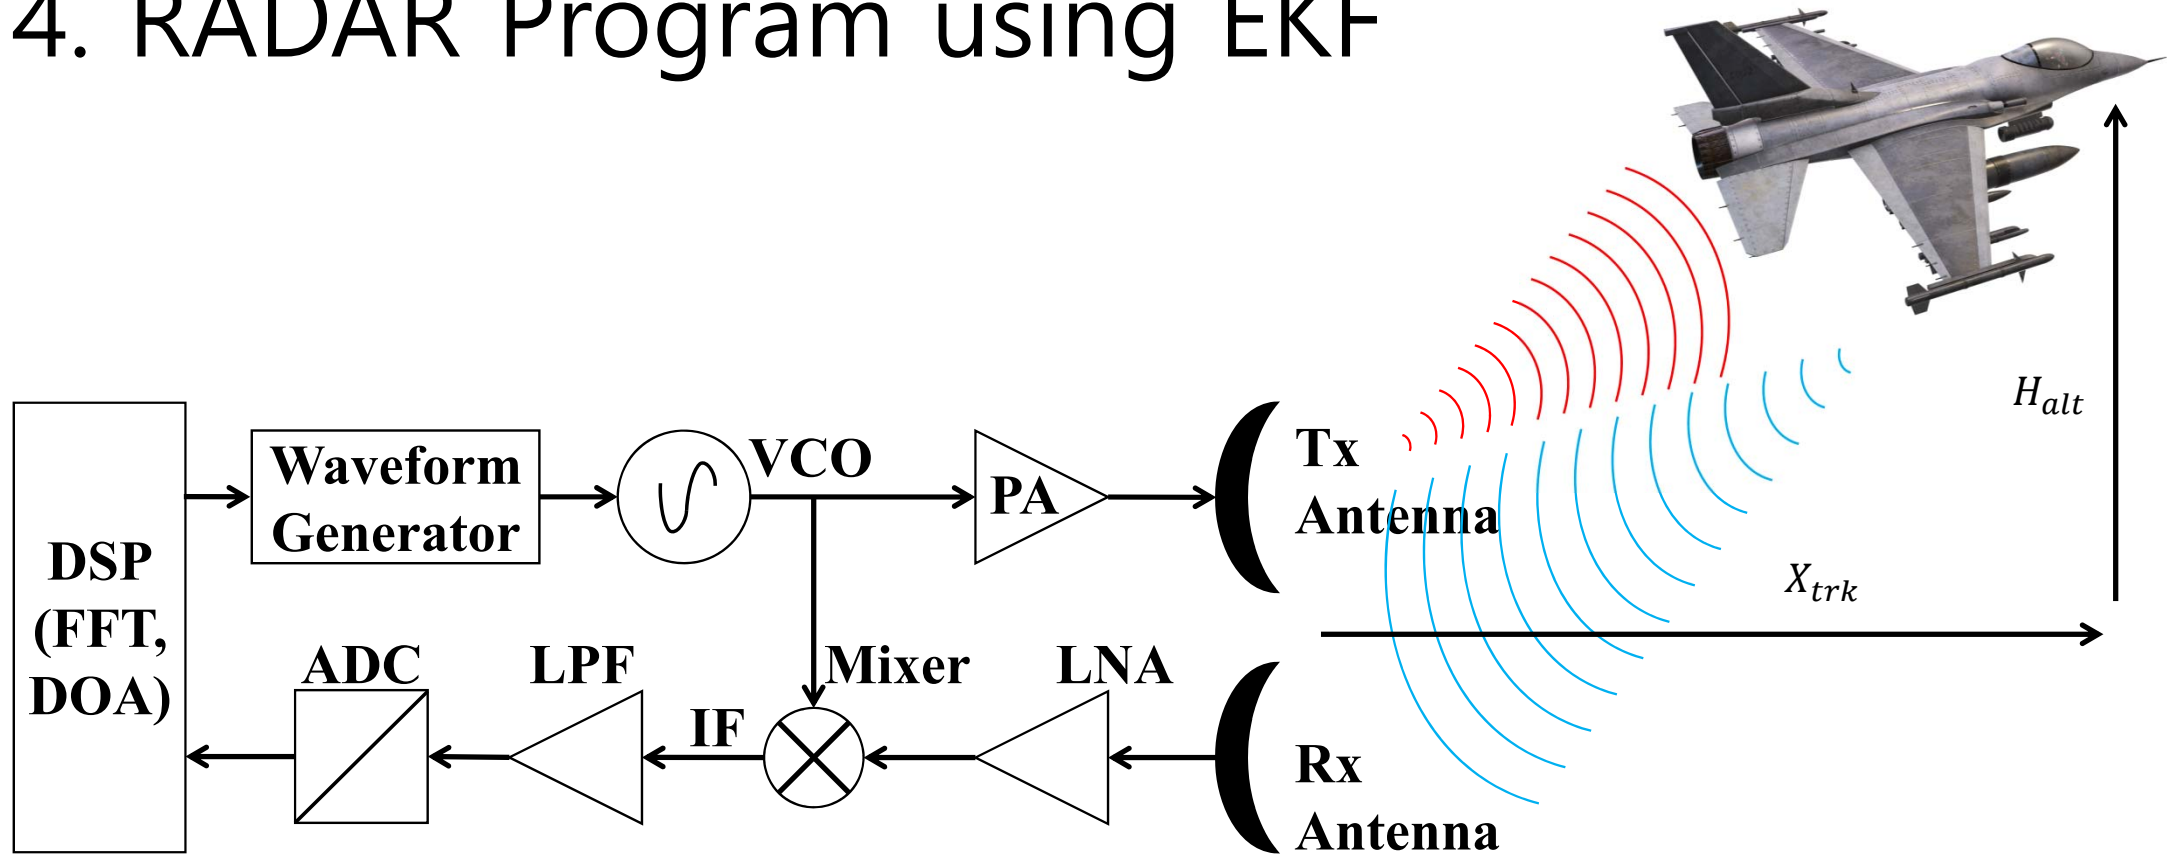 4. RADAR Program using EKF
H_alt
VCO
Tx
Antenna
Waveform
Generator
PA
DSP
(FFT,
DOA)
X_trk
ADC
LPF
Mixer
LNA
IF
Rx
Antenna